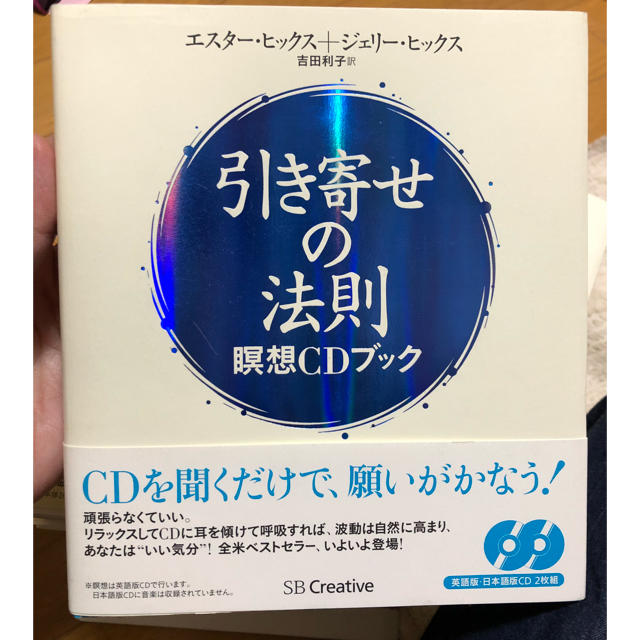 エスター・ヒックス+ジェリー・ヒックス
吉田利子訳
引き寄せ
の
法則
瞑想CDブック
CDを聞くだけで、願いがかなう!
頑張らなくていい。
リラックスしてCDに耳を傾けて呼吸すれば、波動は自然に高まり、
あなたは“いい気分”! 全米ベストセラー、いよいよ登場!
※瞑想は英語版CDで行います。
日本語版CDに音楽は収録されていません。
SB Creative
英語版・日本語版CD 2枚組